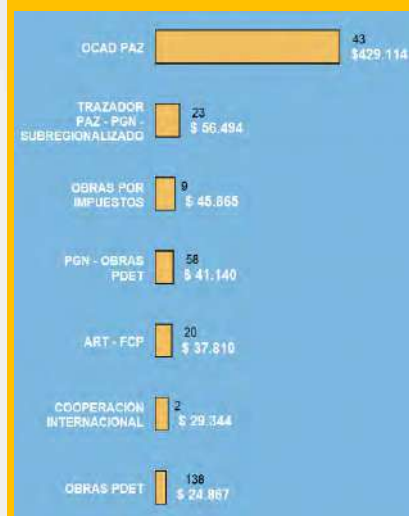 OCAD PAZ
43
$429.114
TRAZADOR
PAZ - PGN -
SUBREGIONALIZADO
23
$ 56.494
OBRAS POR
IMPUESTOS
9
$ 45.865
PGN - OBRAS
PDET
58
$ 41.140
ART - FCP
20
$ 37.810
COOPERACION
INTERNACIONAL
2
$ 29.344
OBRAS PDET
138
$ 24.867